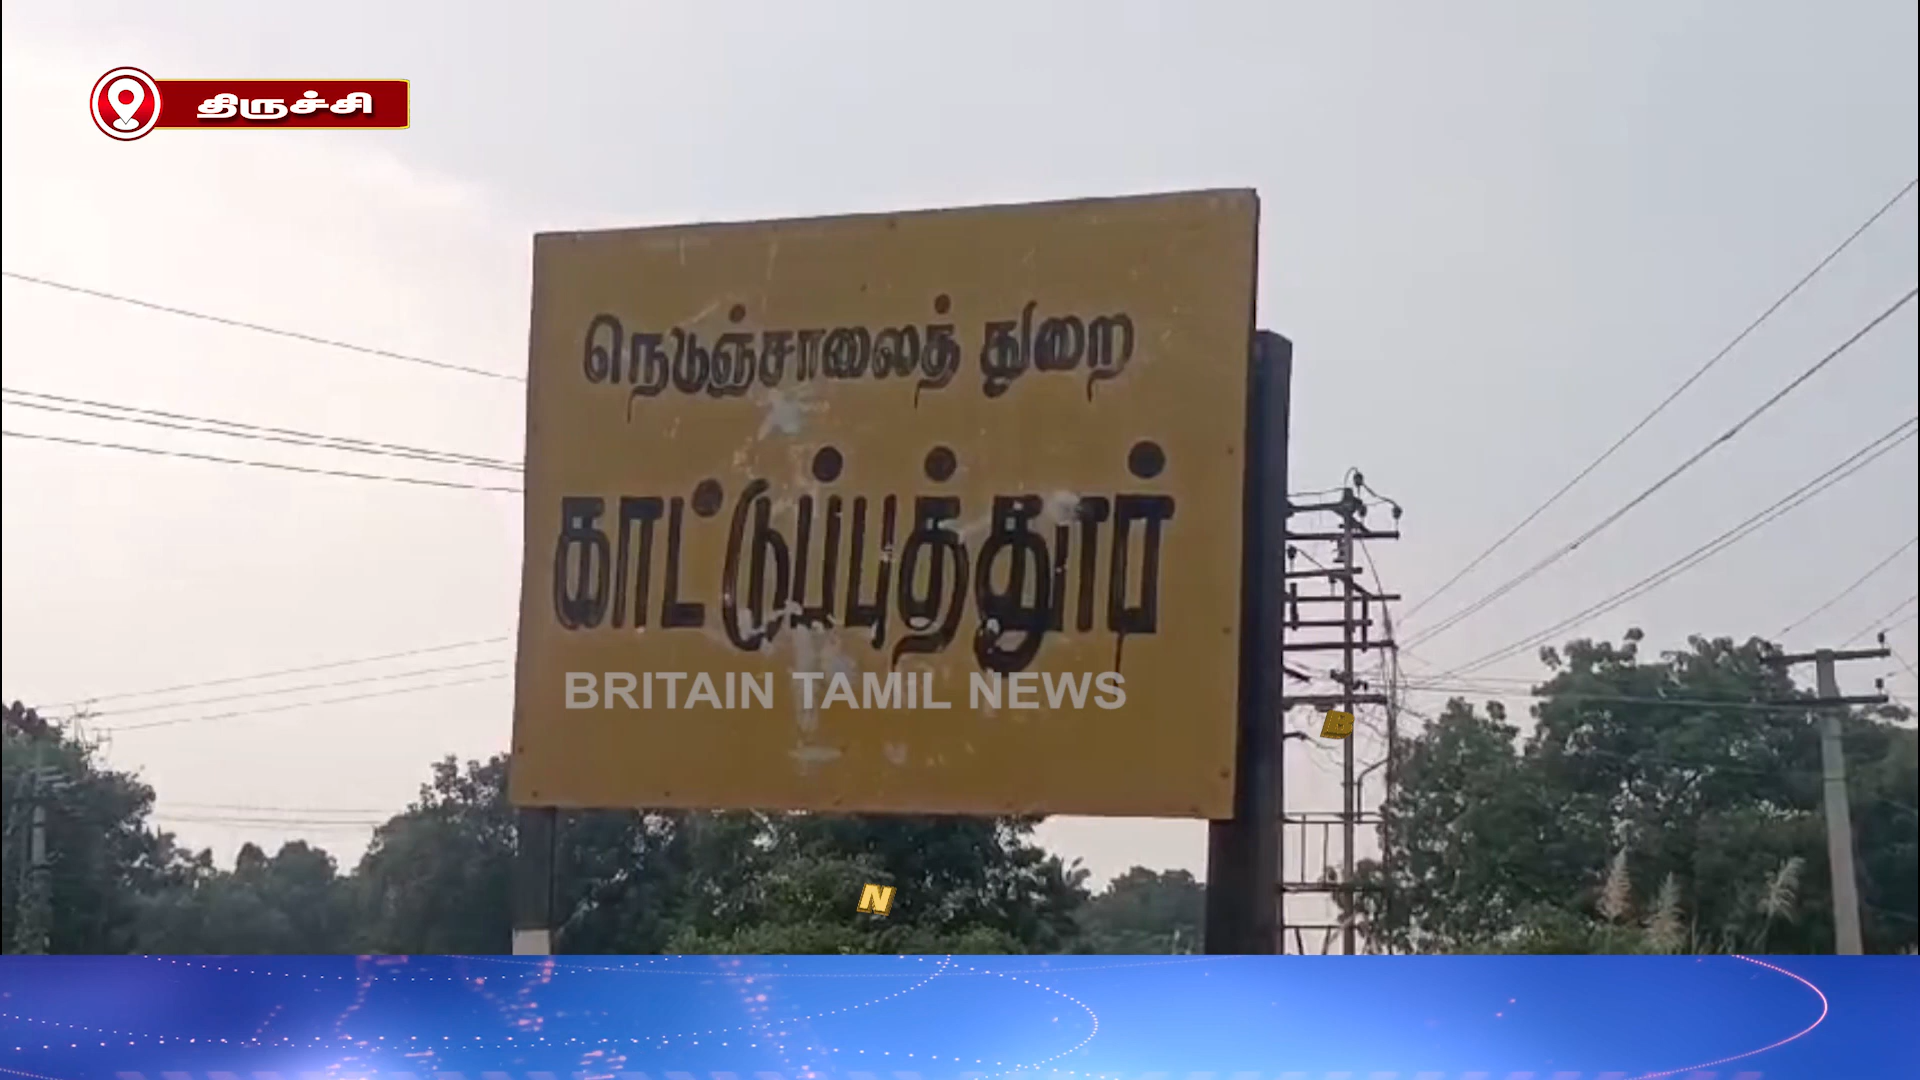 திருச்சி
நெடுஞ்சாலைத் துறை
காட்டுப்புத்தூர்
BRITAIN TAMIL NEWS
B
N